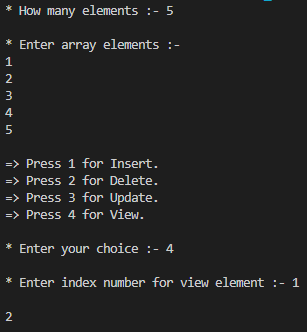 * How many elements :- 5
* Enter array elements :-
1
2
3
4
5
=> Press 1 for Insert.
=> Press 2 for Delete.
=> Press 3 for Update.
=> Press 4 for View.
* Enter your choice :- 4
* Enter index number for view element :- 1
2